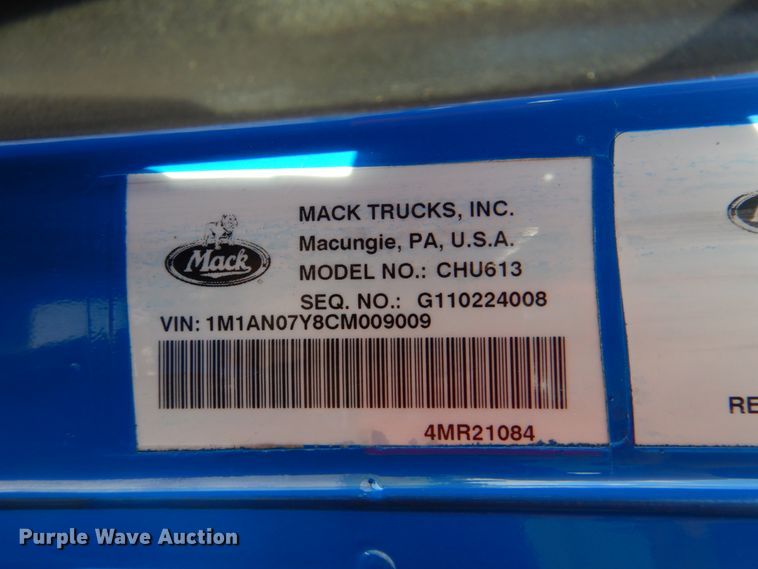 MACK TRUCKS, INC.
Macungie, PA, U.S.A.
Mack
MODEL NO.: CHU613
SEQ. NO.: G110224008
VIN: 1M1AN07Y8CM009009
4MR21084
RE
Purple Wave Auction